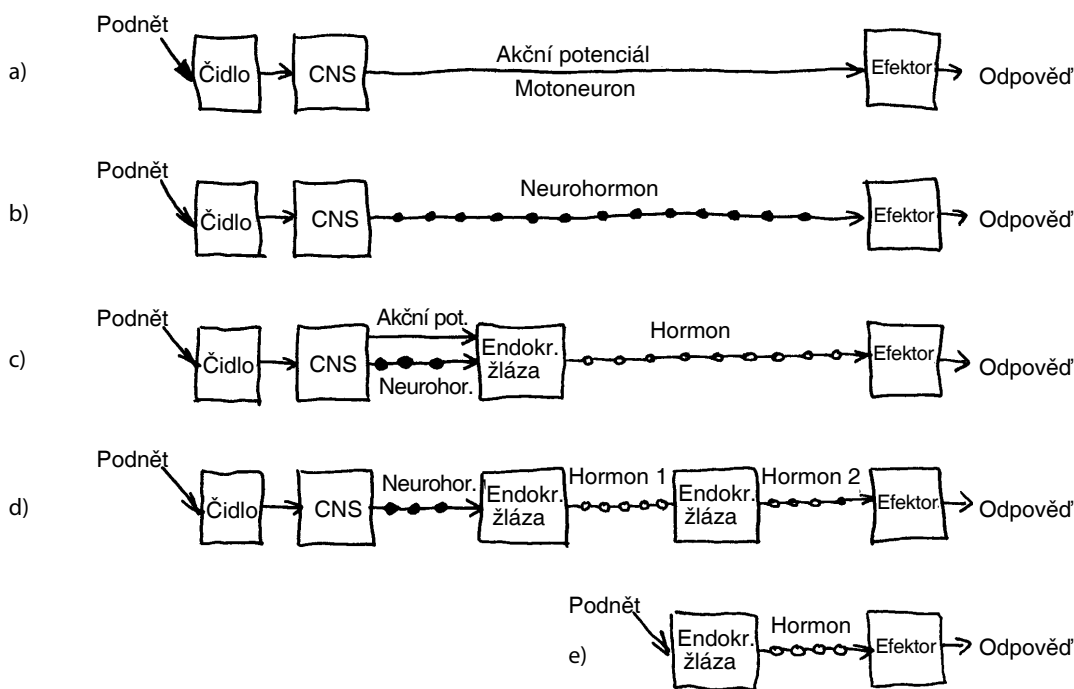 Podnět
a)
Čidlo
CNS
Akční potenciál
Motoneuron
Efektor
Odpověď
Podnět
b)
Čidlo
CNS
Neurohormon
Efektor
Odpověď
Podnět
c)
Čidlo
CNS
Akční pot.
Neurohor.
Endokr.
žláza
Hormon
Efektor
Odpověď
Podnět
d)
Čidlo
CNS
Neurohor.
Endokr.
žláza
Hormon 1
Endokr.
žláza
Hormon 2
Efektor
Odpověď
Podnět
e)
Endokr.
žláza
Hormon
Efektor
Odpověď